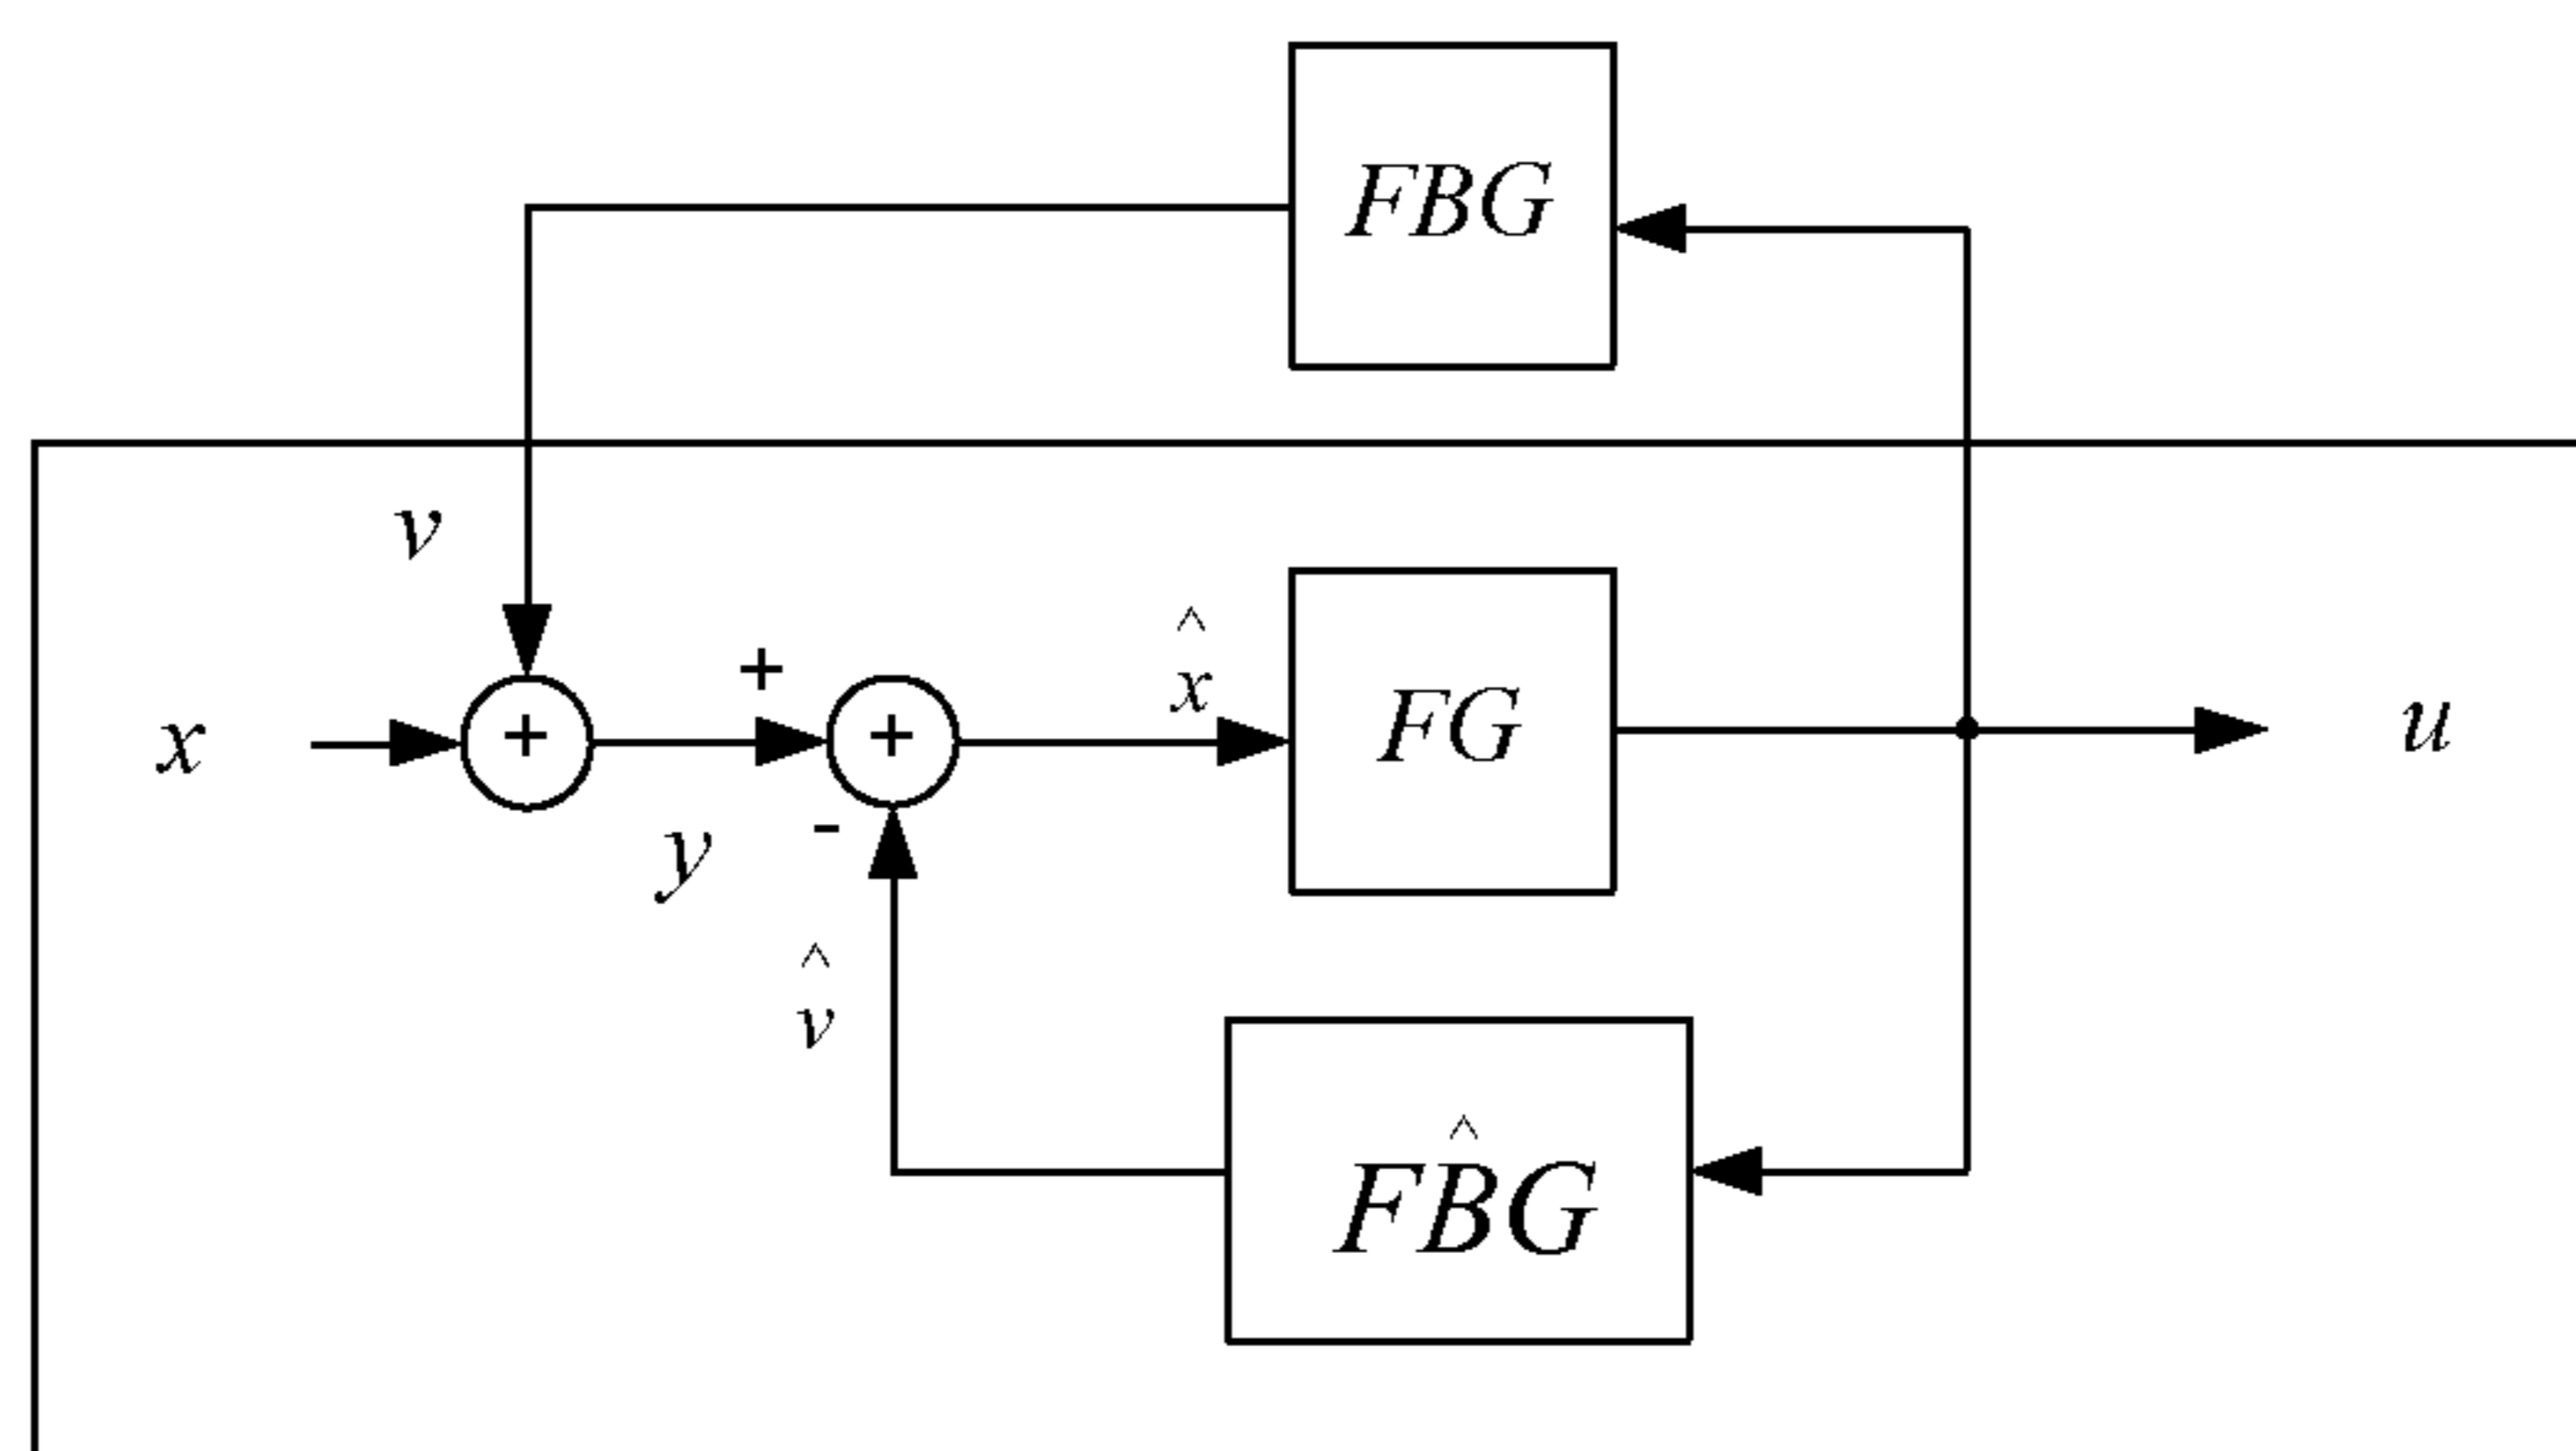 FBG
v
x
+
+
y
+
-
x̂
FG
u
v̂
FB̂G